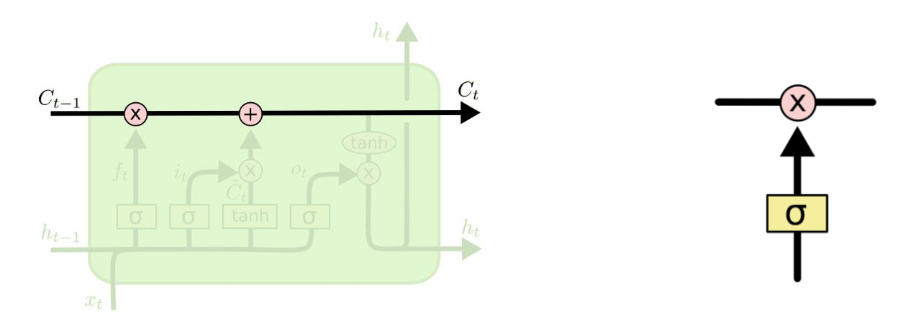 h_t
C_{t-1} C_t
x + x
tanh
f_t i_t o_t x x
C̃_t
σ σ tanh σ σ
h_{t-1} h_t
x_t